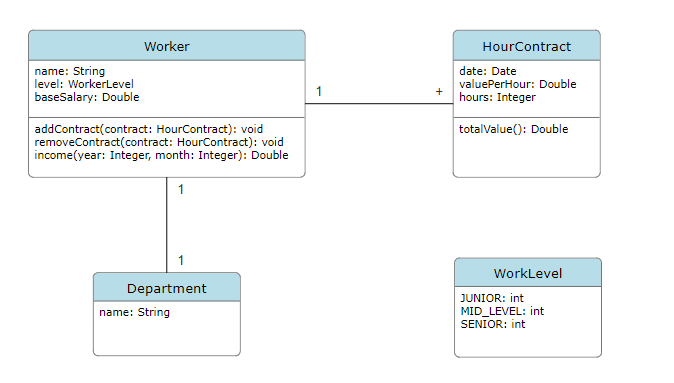 Worker
name: String
level: WorkerLevel
baseSalary: Double
addContract(contract: HourContract): void
removeContract(contract: HourContract): void
income(year: Integer, month: Integer): Double
1
+
HourContract
date: Date
valuePerHour: Double
hours: Integer
totalValue(): Double
1
1
Department
name: String
WorkLevel
JUNIOR: int
MID_LEVEL: int
SENIOR: int